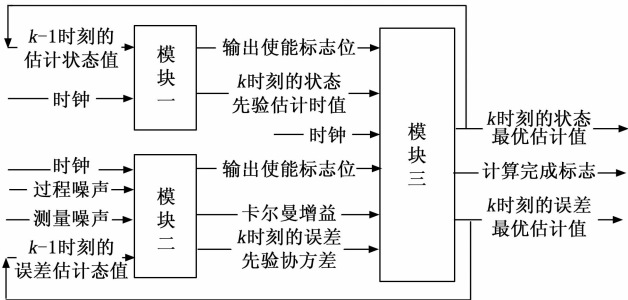 k-1时刻的
估计状态值
时钟
模块一
输出使能标志位
k时刻的状态
先验估计时值
时钟
时钟
过程噪声
测量噪声
k-1时刻的
误差估计态值
模块二
输出使能标志位
卡尔曼增益
k时刻的误差
先验协方差
模块三
k时刻的状态
最优估计值
计算完成标志
k时刻的误差
最优估计值